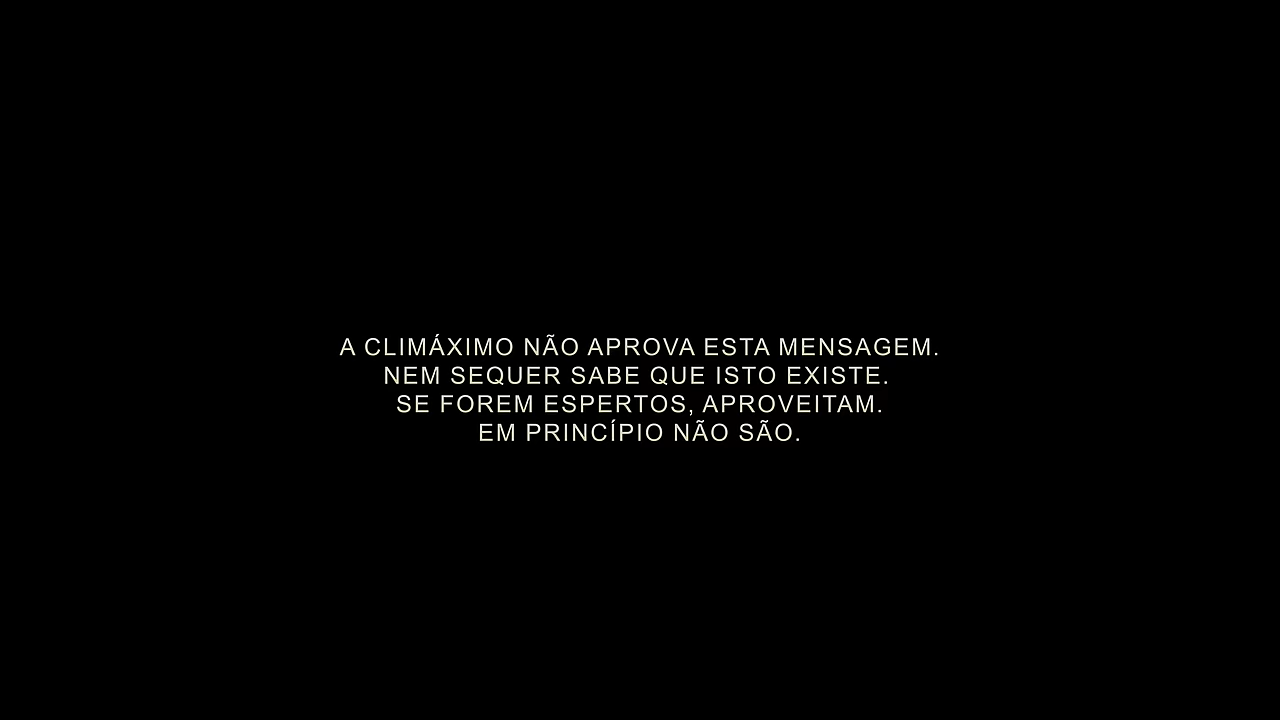 A CLIMÁXIMO NÃO APROVA ESTA MENSAGEM.
NEM SEQUER SABE QUE ISTO EXISTE.
SE FOREM ESPERTOS, APROVEITAM.
EM PRINCÍPIO NÃO SÃO.